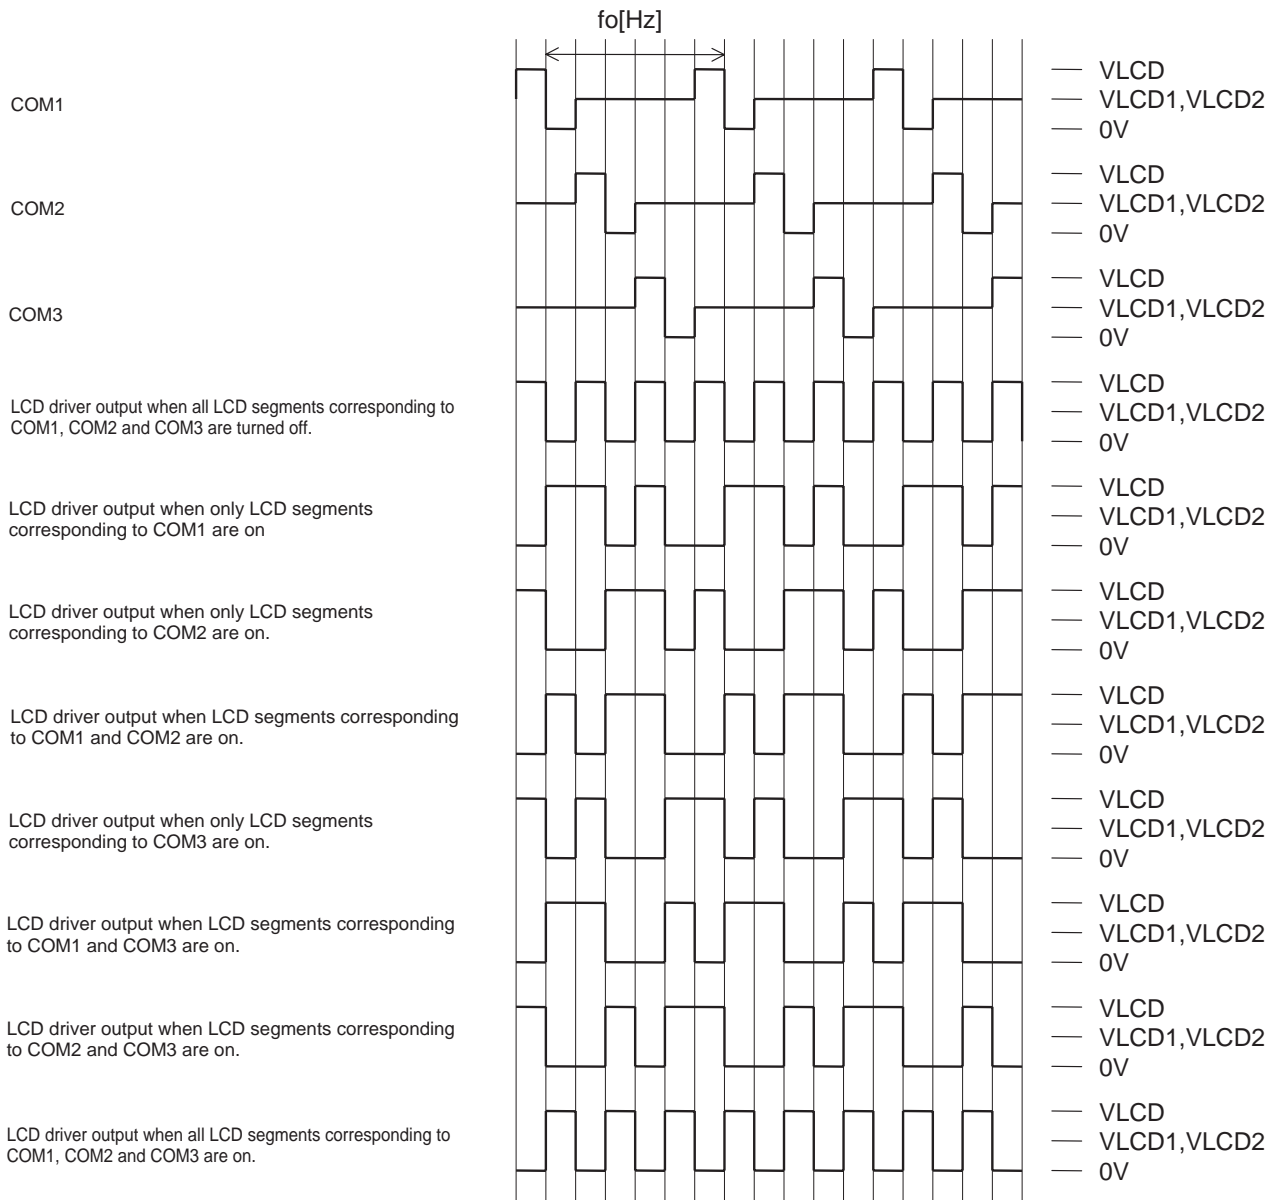 fo[Hz]
COM1
VLCD
VLCD1,VLCD2
0V
COM2
VLCD
VLCD1,VLCD2
0V
COM3
VLCD
VLCD1,VLCD2
0V
LCD driver output when all LCD segments corresponding to
COM1, COM2 and COM3 are turned off.
VLCD
VLCD1,VLCD2
0V
LCD driver output when only LCD segments
corresponding to COM1 are on
VLCD
VLCD1,VLCD2
0V
LCD driver output when only LCD segments
corresponding to COM2 are on.
VLCD
VLCD1,VLCD2
0V
LCD driver output when LCD segments corresponding
to COM1 and COM2 are on.
VLCD
VLCD1,VLCD2
0V
LCD driver output when only LCD segments
corresponding to COM3 are on.
VLCD
VLCD1,VLCD2
0V
LCD driver output when LCD segments corresponding
to COM1 and COM3 are on.
VLCD
VLCD1,VLCD2
0V
LCD driver output when LCD segments corresponding
to COM2 and COM3 are on.
VLCD
VLCD1,VLCD2
0V
LCD driver output when all LCD segments corresponding to
COM1, COM2 and COM3 are on.
VLCD
VLCD1,VLCD2
0V